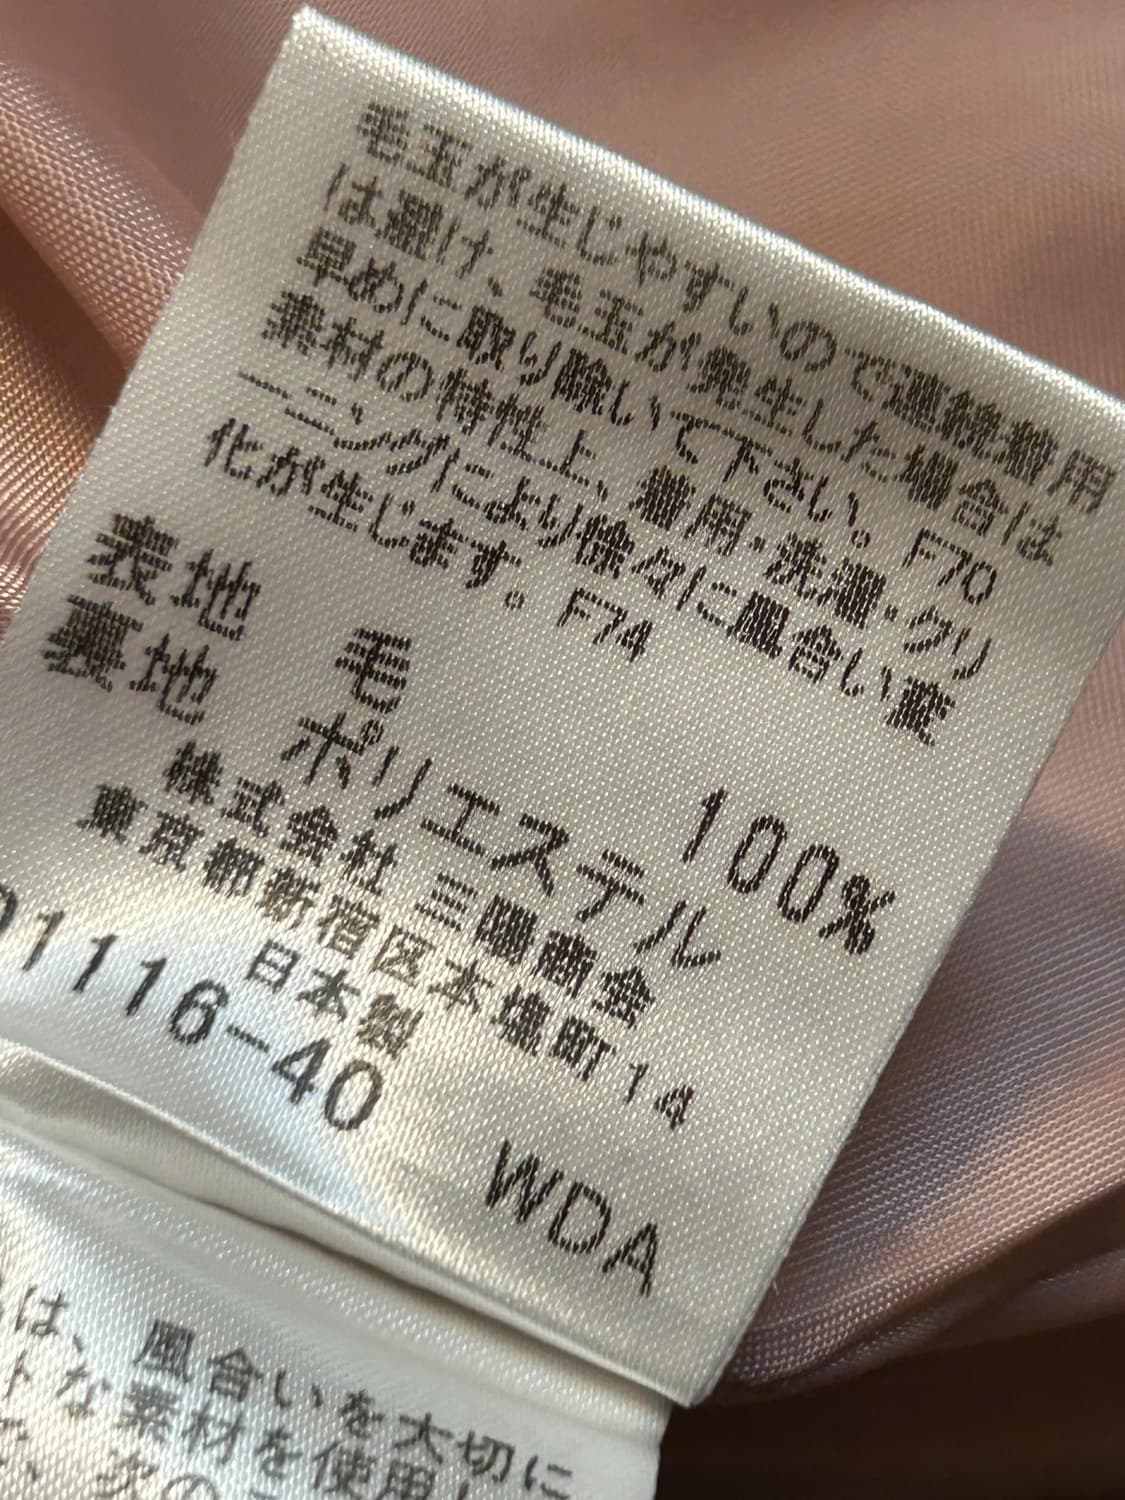 毛玉が生じやすいので連続着用
は避け、毛玉が発生した場合は
早めに取り除いて下さい。F70
素材の特性上、着用・洗濯・クリ
ーニングにより徐々に風合い変
化が生じます。F74
表地 毛 100%
裏地 ポリエステル
株式会社 三陽商会
東京都新宿区本塩町14
日本製
01116-40
WDA
は、風合いを大切に
トな素材を使用し